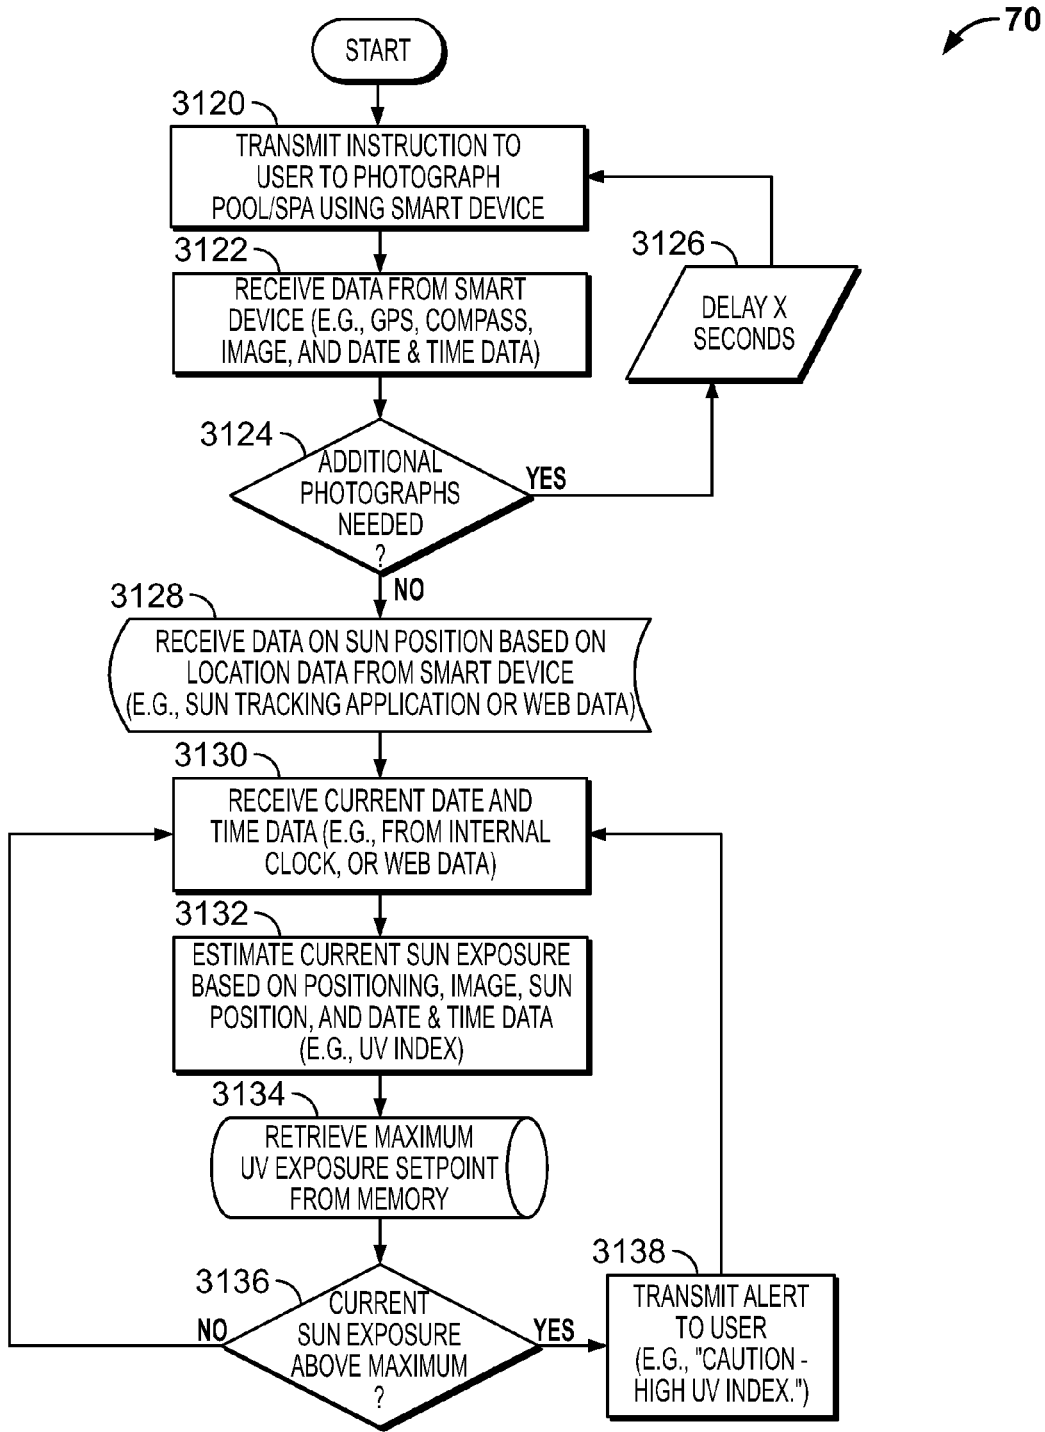 70
START
3120
TRANSMIT INSTRUCTION TO
USER TO PHOTOGRAPH
POOL/SPA USING SMART DEVICE
3122
RECEIVE DATA FROM SMART
DEVICE (E.G., GPS, COMPASS,
IMAGE, AND DATE & TIME DATA)
3126
DELAY X
SECONDS
3124
ADDITIONAL
PHOTOGRAPHS
NEEDED
?
YES
NO
3128
RECEIVE DATA ON SUN POSITION BASED ON
LOCATION DATA FROM SMART DEVICE
(E.G., SUN TRACKING APPLICATION OR WEB DATA)
3130
RECEIVE CURRENT DATE AND
TIME DATA (E.G., FROM INTERNAL
CLOCK, OR WEB DATA)
3132
ESTIMATE CURRENT SUN EXPOSURE
BASED ON POSITIONING, IMAGE, SUN
POSITION, AND DATE & TIME DATA
(E.G., UV INDEX)
3134
RETRIEVE MAXIMUM
UV EXPOSURE SETPOINT
FROM MEMORY
3136
CURRENT
SUN EXPOSURE
ABOVE MAXIMUM
?
NO
YES
3138
TRANSMIT ALERT
TO USER
(E.G., "CAUTION -
HIGH UV INDEX.")